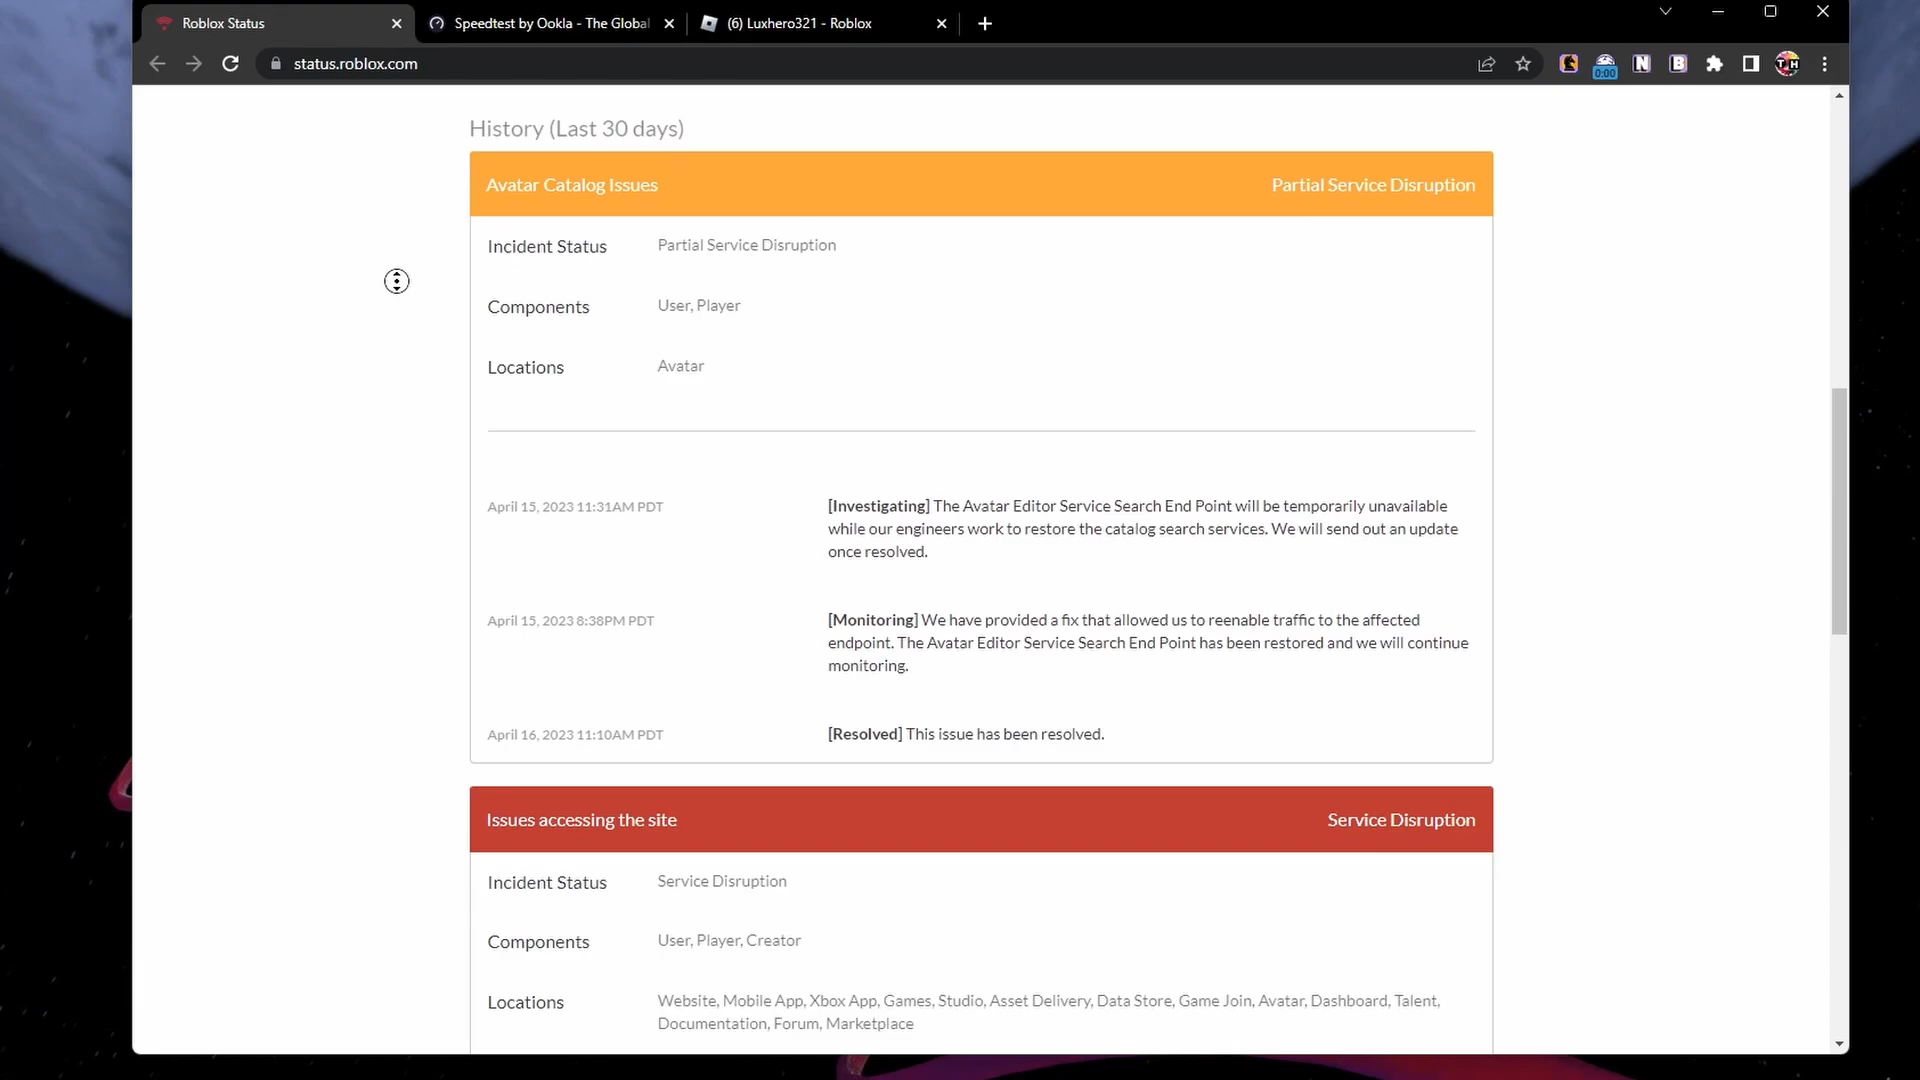 Roblox Status
Speedtest by Ookla - The Global
(6) Luxhero321 - Roblox
status.roblox.com
0:00
N
B
TH
History (Last 30 days)
Avatar Catalog Issues Partial Service Disruption
Incident Status Partial Service Disruption
Components User, Player
Locations Avatar
April 15, 2023 11:31AM PDT [Investigating] The Avatar Editor Service Search End Point will be temporarily unavailable
while our engineers work to restore the catalog search services. We will send out an update
once resolved.
April 15, 2023 8:38PM PDT [Monitoring] We have provided a fix that allowed us to reenable traffic to the affected
endpoint. The Avatar Editor Service Search End Point has been restored and we will continue
monitoring.
April 16, 2023 11:10AM PDT [Resolved] This issue has been resolved.
Issues accessing the site Service Disruption
Incident Status Service Disruption
Components User, Player, Creator
Locations Website, Mobile App, Xbox App, Games, Studio, Asset Delivery, Data Store, Game Join, Avatar, Dashboard, Talent,
Documentation, Forum, Marketplace